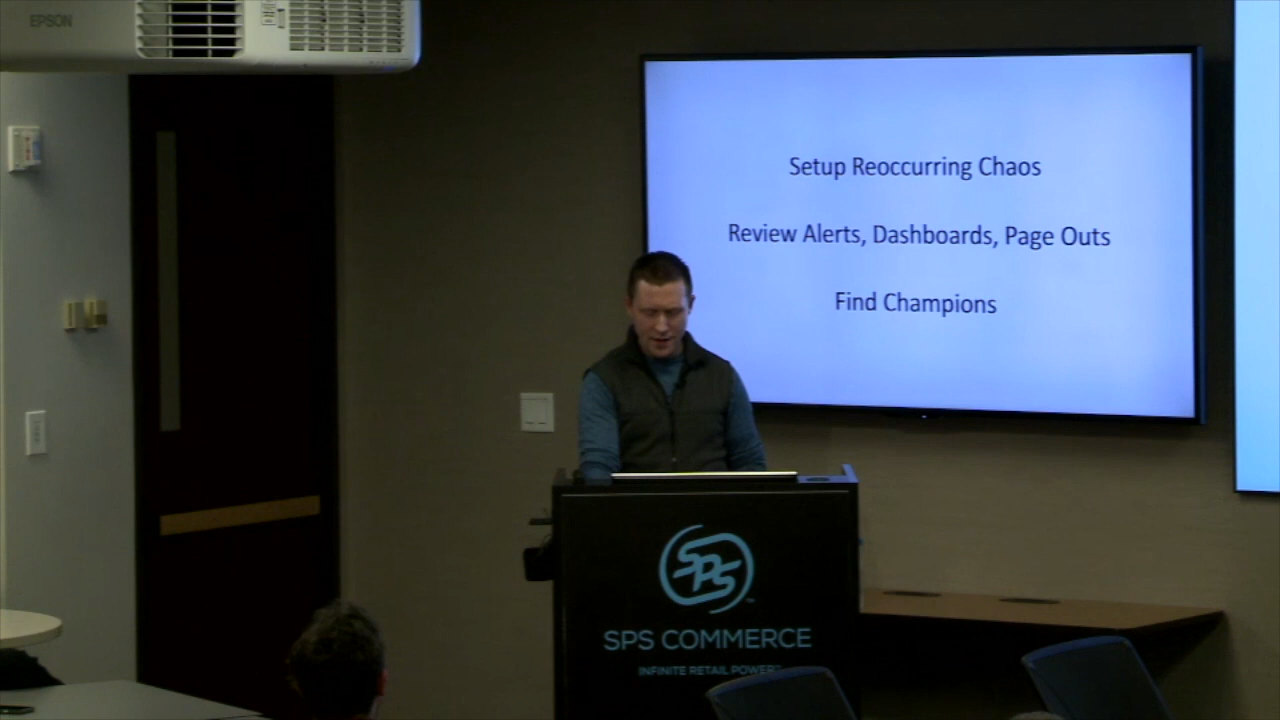 EPSON
Setup Reoccurring Chaos
Review Alerts, Dashboards, Page Outs
Find Champions
SPS
SPS COMMERCE
INFINITE RETAIL POWER